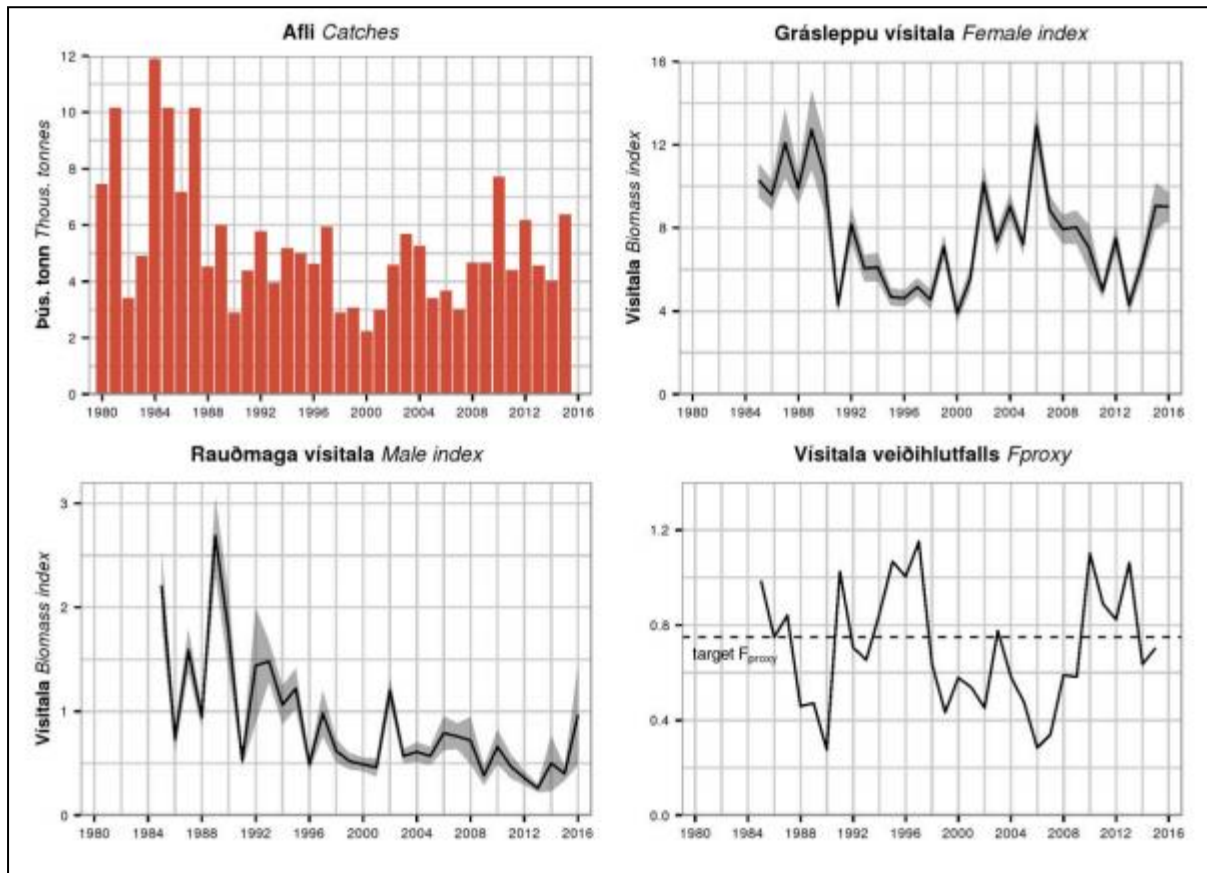 Afli Catches
Þús. tonn Thous. tonnes
12
10
8
6
4
2
0
1980 1984 1988 1992 1996 2000 2004 2008 2012 2016
Grásleppu vísitala Female index
Vísitala Biomass index
16
12
8
4
0
1980 1984 1988 1992 1996 2000 2004 2008 2012 2016
Rauðmaga vísitala Male index
Vísitala Biomass index
3
2
1
0
1980 1984 1988 1992 1996 2000 2004 2008 2012 2016
Vísitala veiðihlutfalls Fproxy
1.2
0.8
target Fproxy
0.4
0.0
1980 1984 1988 1992 1996 2000 2004 2008 2012 2016